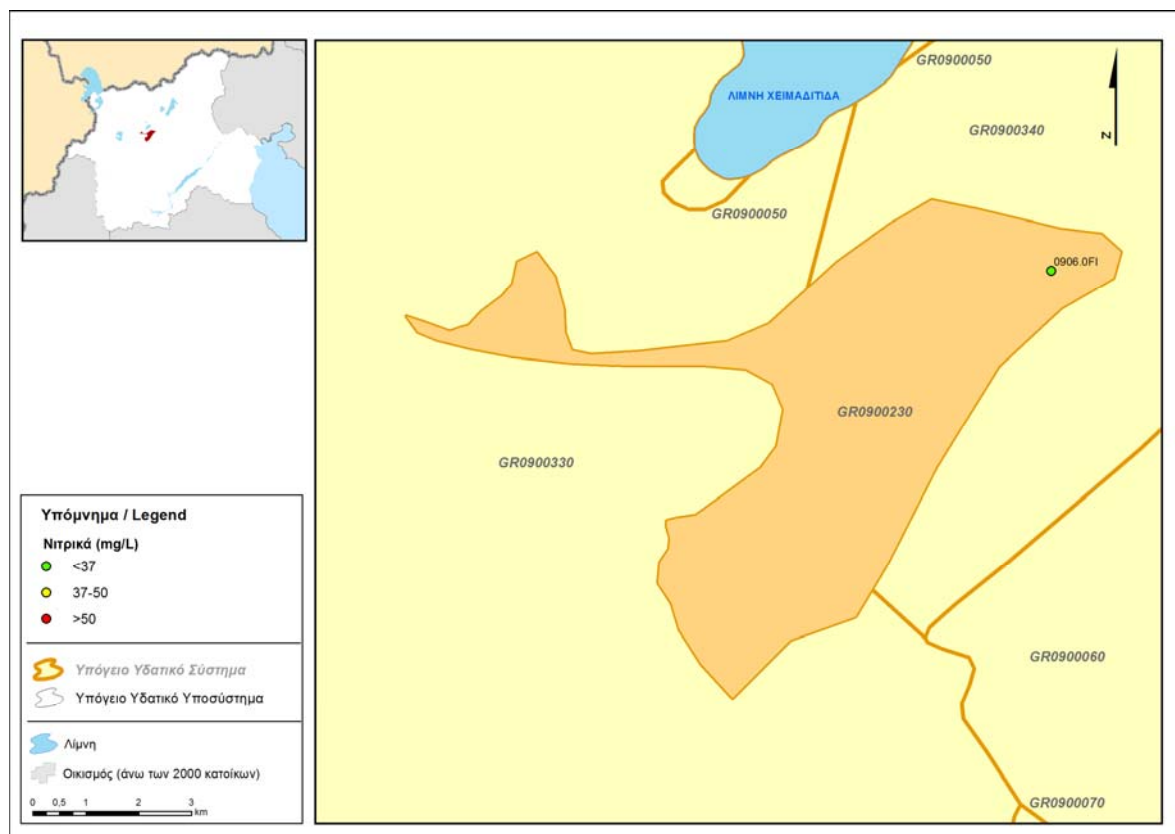 GR0900050
ΛΙΜΝΗ ΧΕΙΜΑΔΙΤΙΔΑ
GR0900340
N
GR0900050
0906.0FI
GR0900230
GR0900330
GR0900060
GR0900070
Υπόμνημα / Legend
Νιτρικά (mg/L)
<37
37-50
>50
Υπόγειο Υδατικό Σύστημα
Υπόγειο Υδατικό Υποσύστημα
Λίμνη
Οικισμός (άνω των 2000 κατοίκων)
0 0,5 1 2 3
km